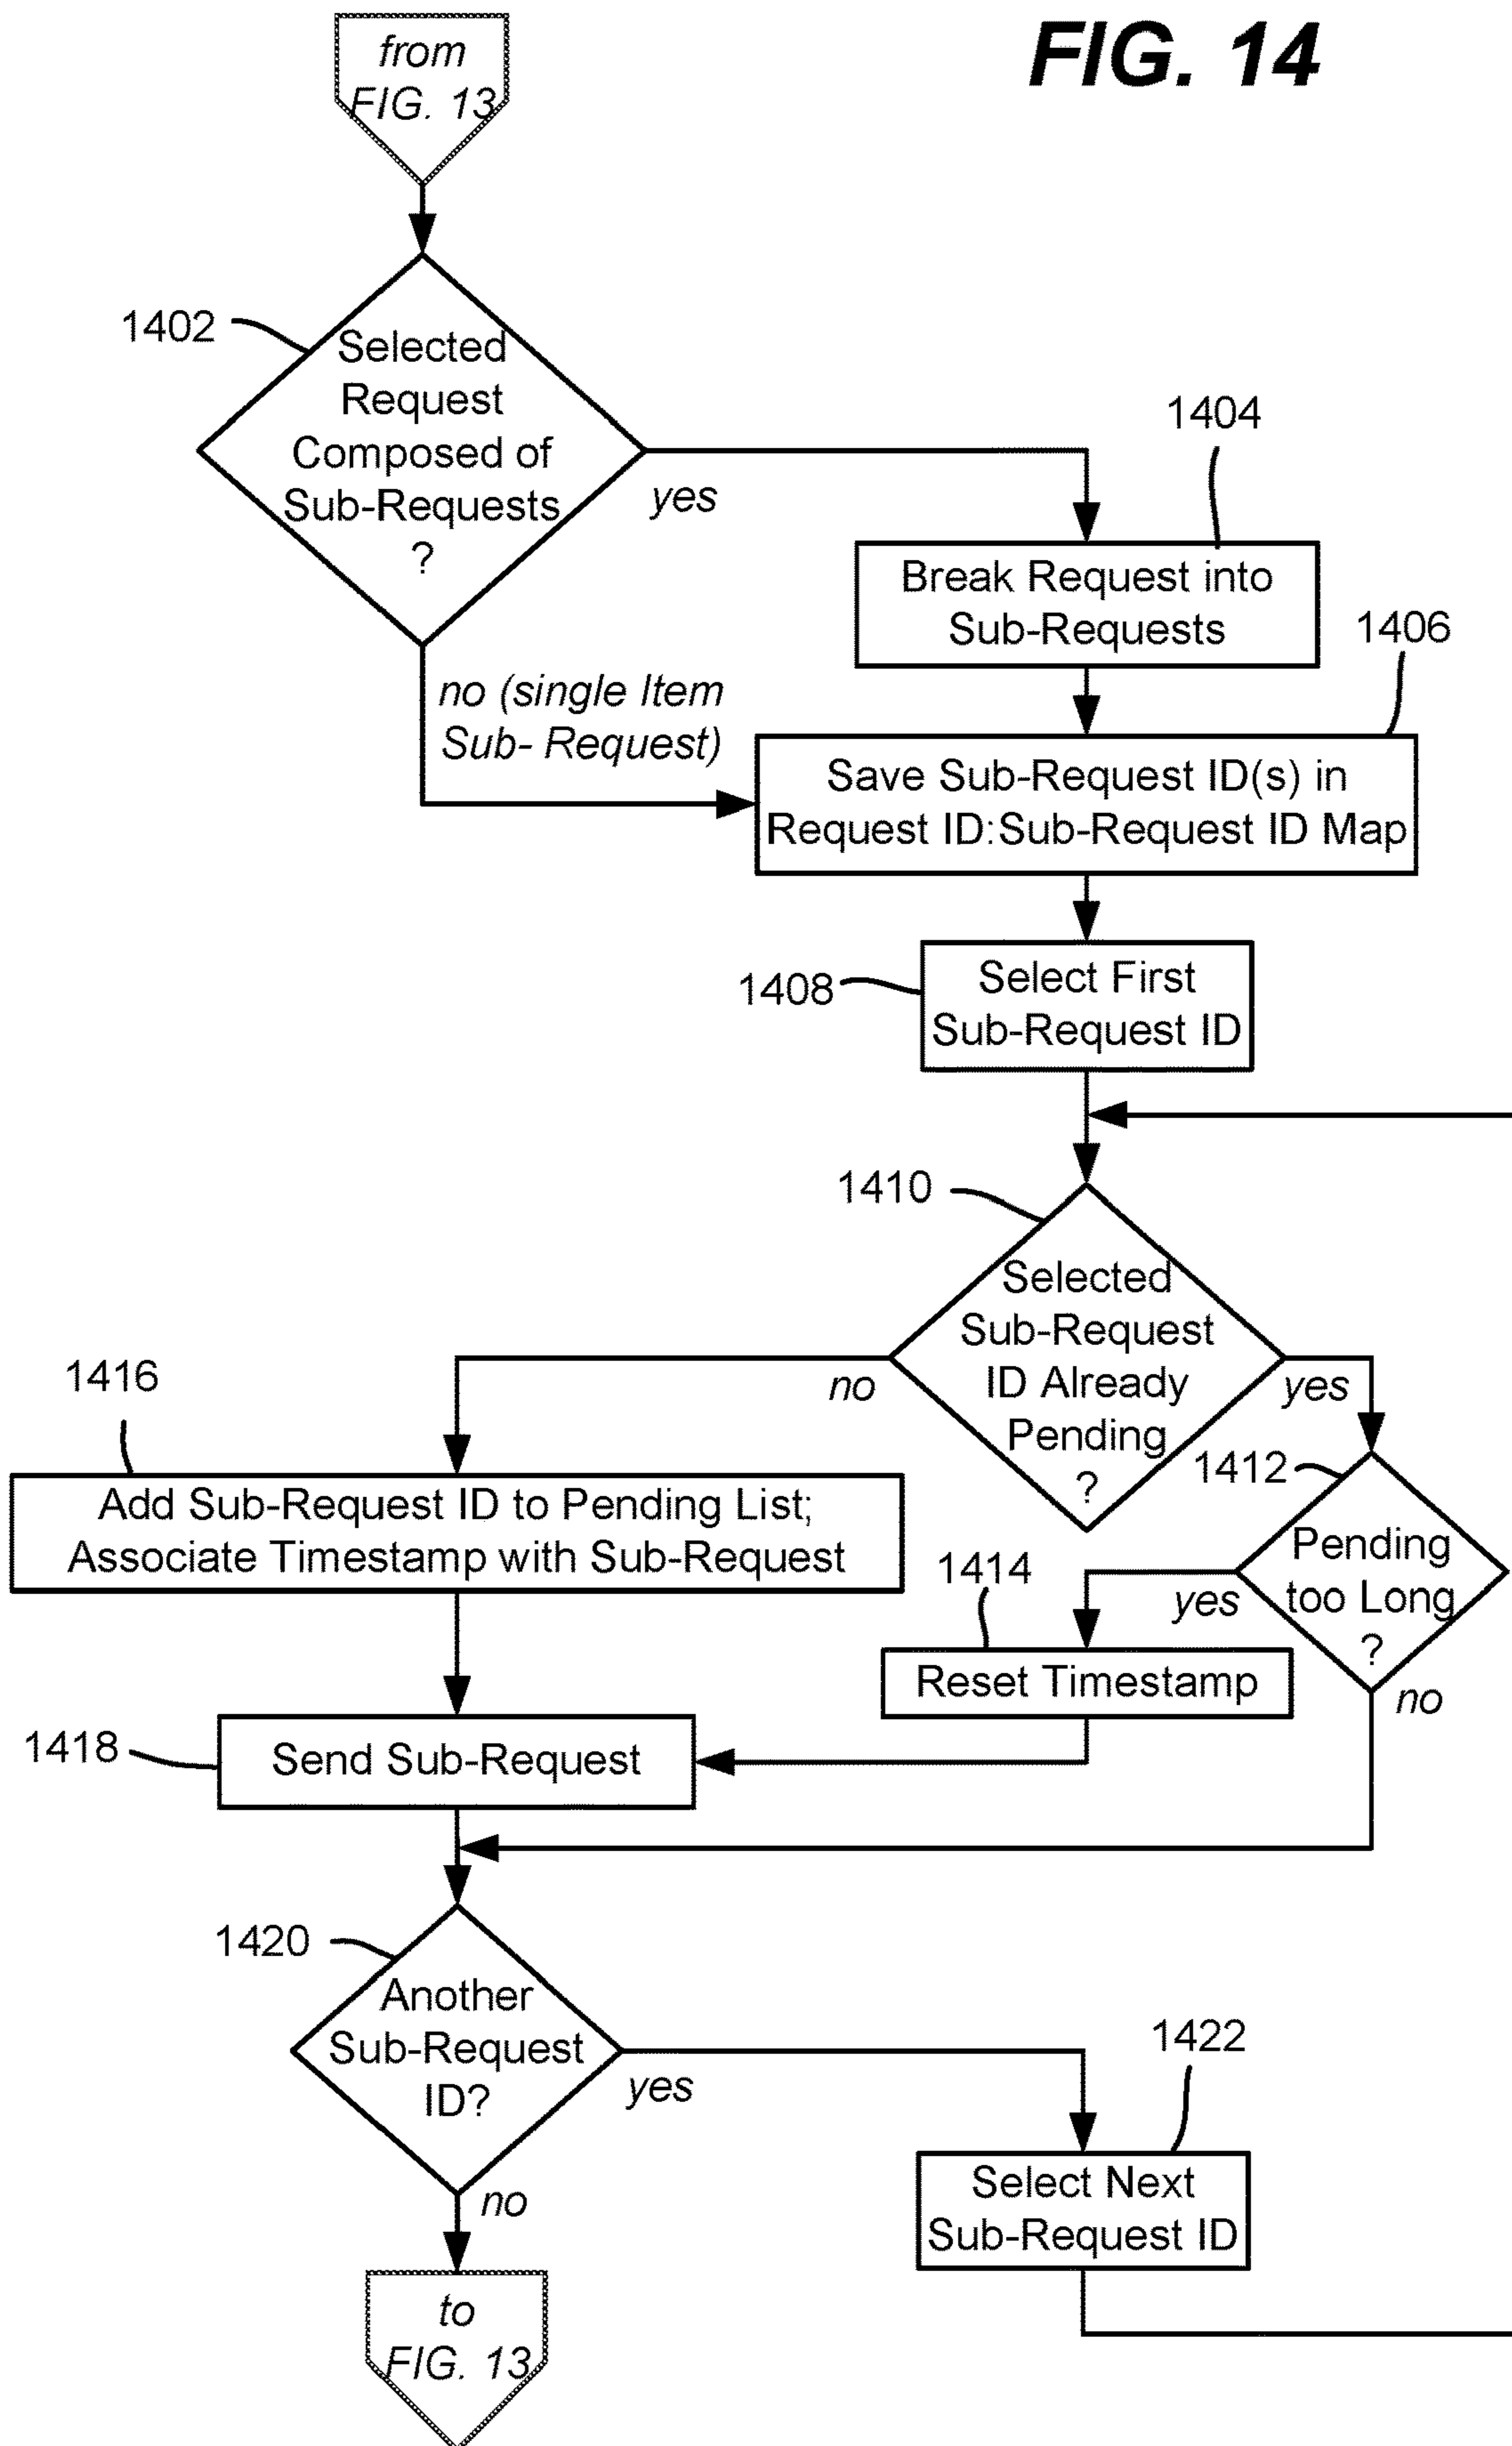 FIG. 14
from
FIG. 13
1402
Selected
Request
Composed of
Sub-Requests
?
yes
1404
Break Request into
Sub-Requests
1406
no (single Item
Sub- Request)
Save Sub-Request ID(s) in
Request ID:Sub-Request ID Map
1408
Select First
Sub-Request ID
1410
Selected
Sub-Request
ID Already
Pending
?
no
yes
1416
Add Sub-Request ID to Pending List;
Associate Timestamp with Sub-Request
1412
Pending
too Long
?
yes
no
1414
Reset Timestamp
1418
Send Sub-Request
1420
Another
Sub-Request
ID?
yes
1422
Select Next
Sub-Request ID
no
to
FIG. 13